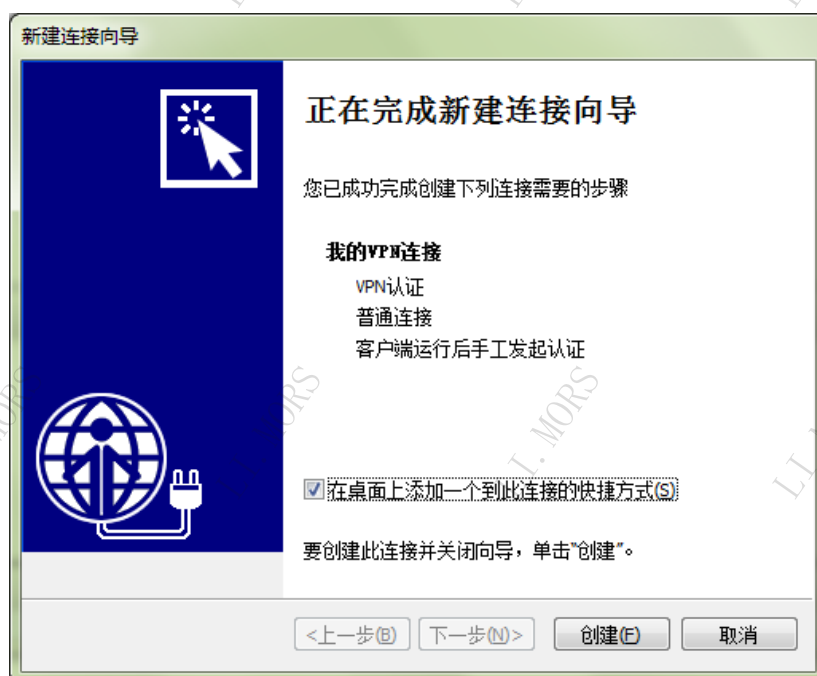 新建连接向导
正在完成新建连接向导
您已成功完成创建下列连接需要的步骤
我的VPN连接
VPN认证
普通连接
客户端运行后手工发起认证
在桌面上添加一个到此连接的快捷方式(S)
要创建此连接并关闭向导，单击"创建"。
<上一步(B) 下一步(N)> 创建(F) 取消
LI.MORS